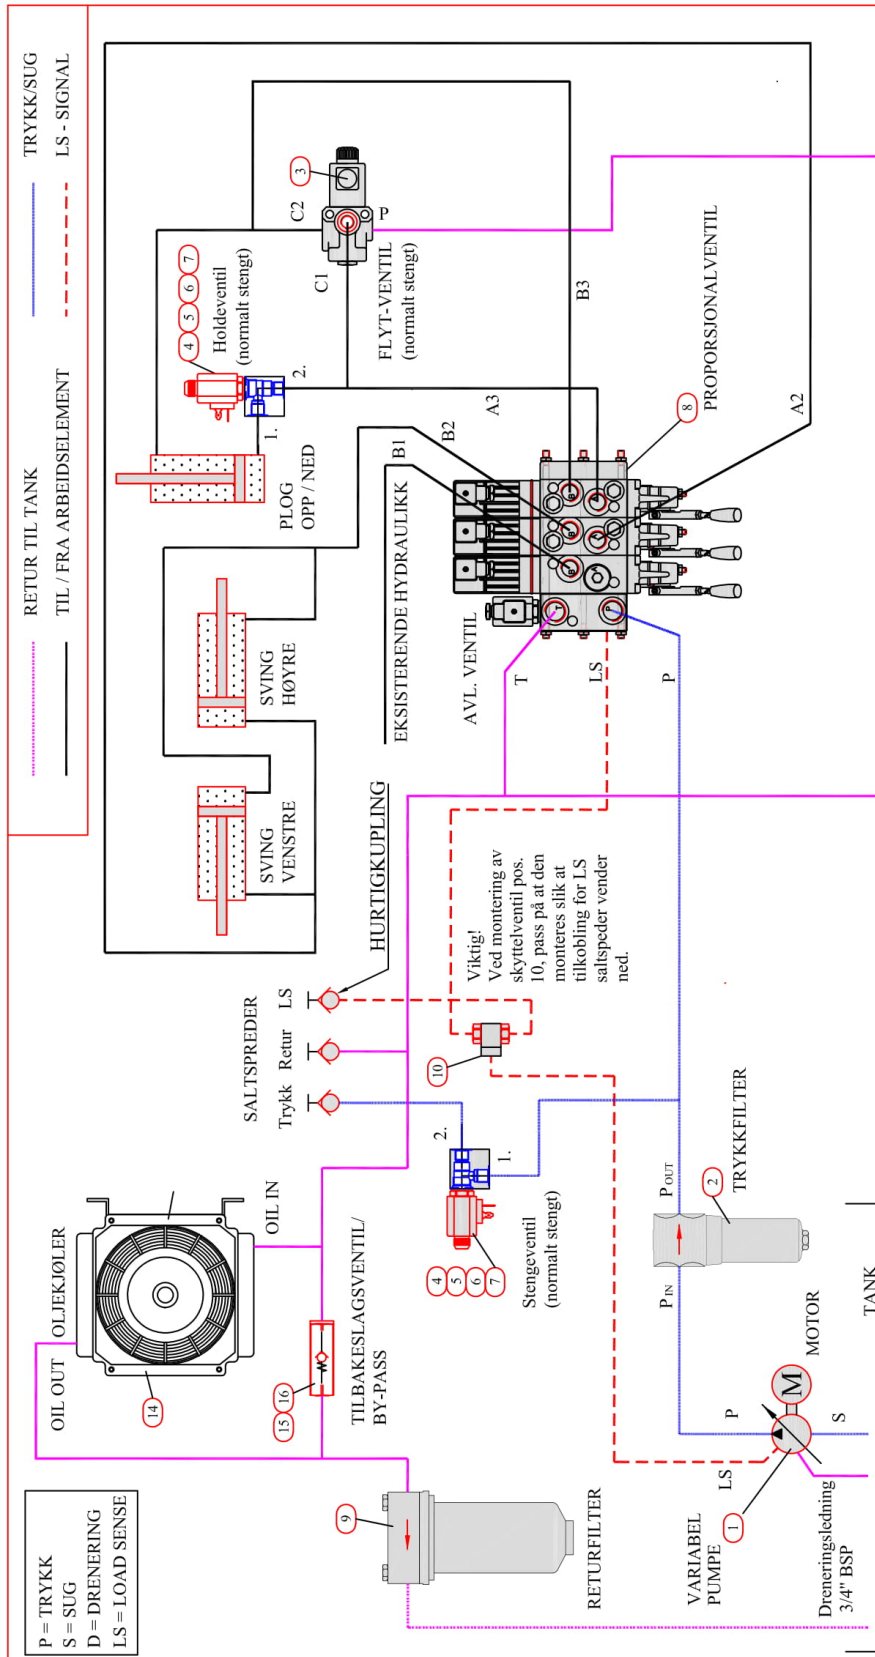 RETUR TIL TANK
TRYKK/SUG
TIL / FRA ARBEIDSELEMENT
LS - SIGNAL
P = TRYKK
S = SUG
D = DRENERING
LS = LOAD SENSE
OIL OUT
OLJEKJØLER
OIL IN
14
15
16
TILBAKESLAGSVENTIL/
BY-PASS
9
RETURFILTER
SALTSPREDER
Trykk
Retur
LS
HURTIGKUPLING
SVING
VENSTRE
SVING
HØYRE
PLOG
OPP / NED
1.
2.
4
5
6
7
Holdeventil
(normalt stengt)
C1
C2
P
3
FLYT-VENTIL
(normalt stengt)
EKSISTERENDE HYDRAULIKK
B1
B2
A3
B3
AVL. VENTIL
T
LS
P
T
P
B
A
B
A
B
A
8
PROPORSJONALVENTIL
A2
2.
1.
4
5
6
7
Stengeventil
(normalt stengt)
10
Viktig!
Ved montering av
skyttelventil pos.
10, pass på at den
monteres slik at
tilkobling for LS
saltspeder vender
ned.
VARIABEL
PUMPE
1
LS
P
S
M
MOTOR
PIN
POUT
2
TRYKKFILTER
Dreneringsledning
3/4" BSP
TANK